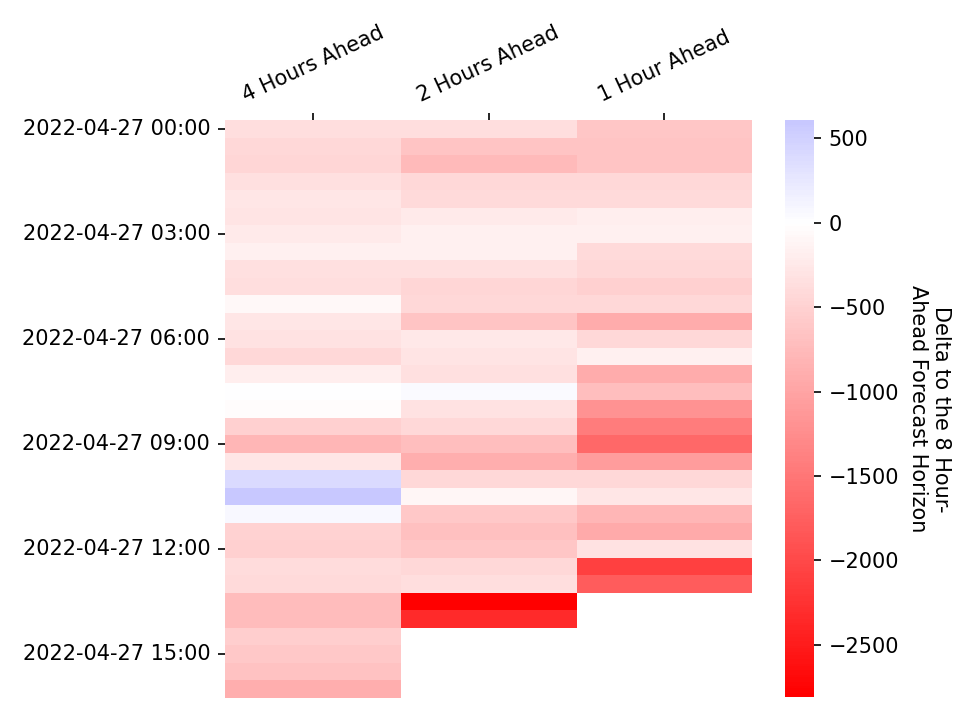 4 Hours Ahead
2 Hours Ahead
1 Hour Ahead
2022-04-27 00:00
2022-04-27 03:00
2022-04-27 06:00
2022-04-27 09:00
2022-04-27 12:00
2022-04-27 15:00
500
0
−500
−1000
−1500
−2000
−2500
Delta to the 8 Hour-
Ahead Forecast Horizon